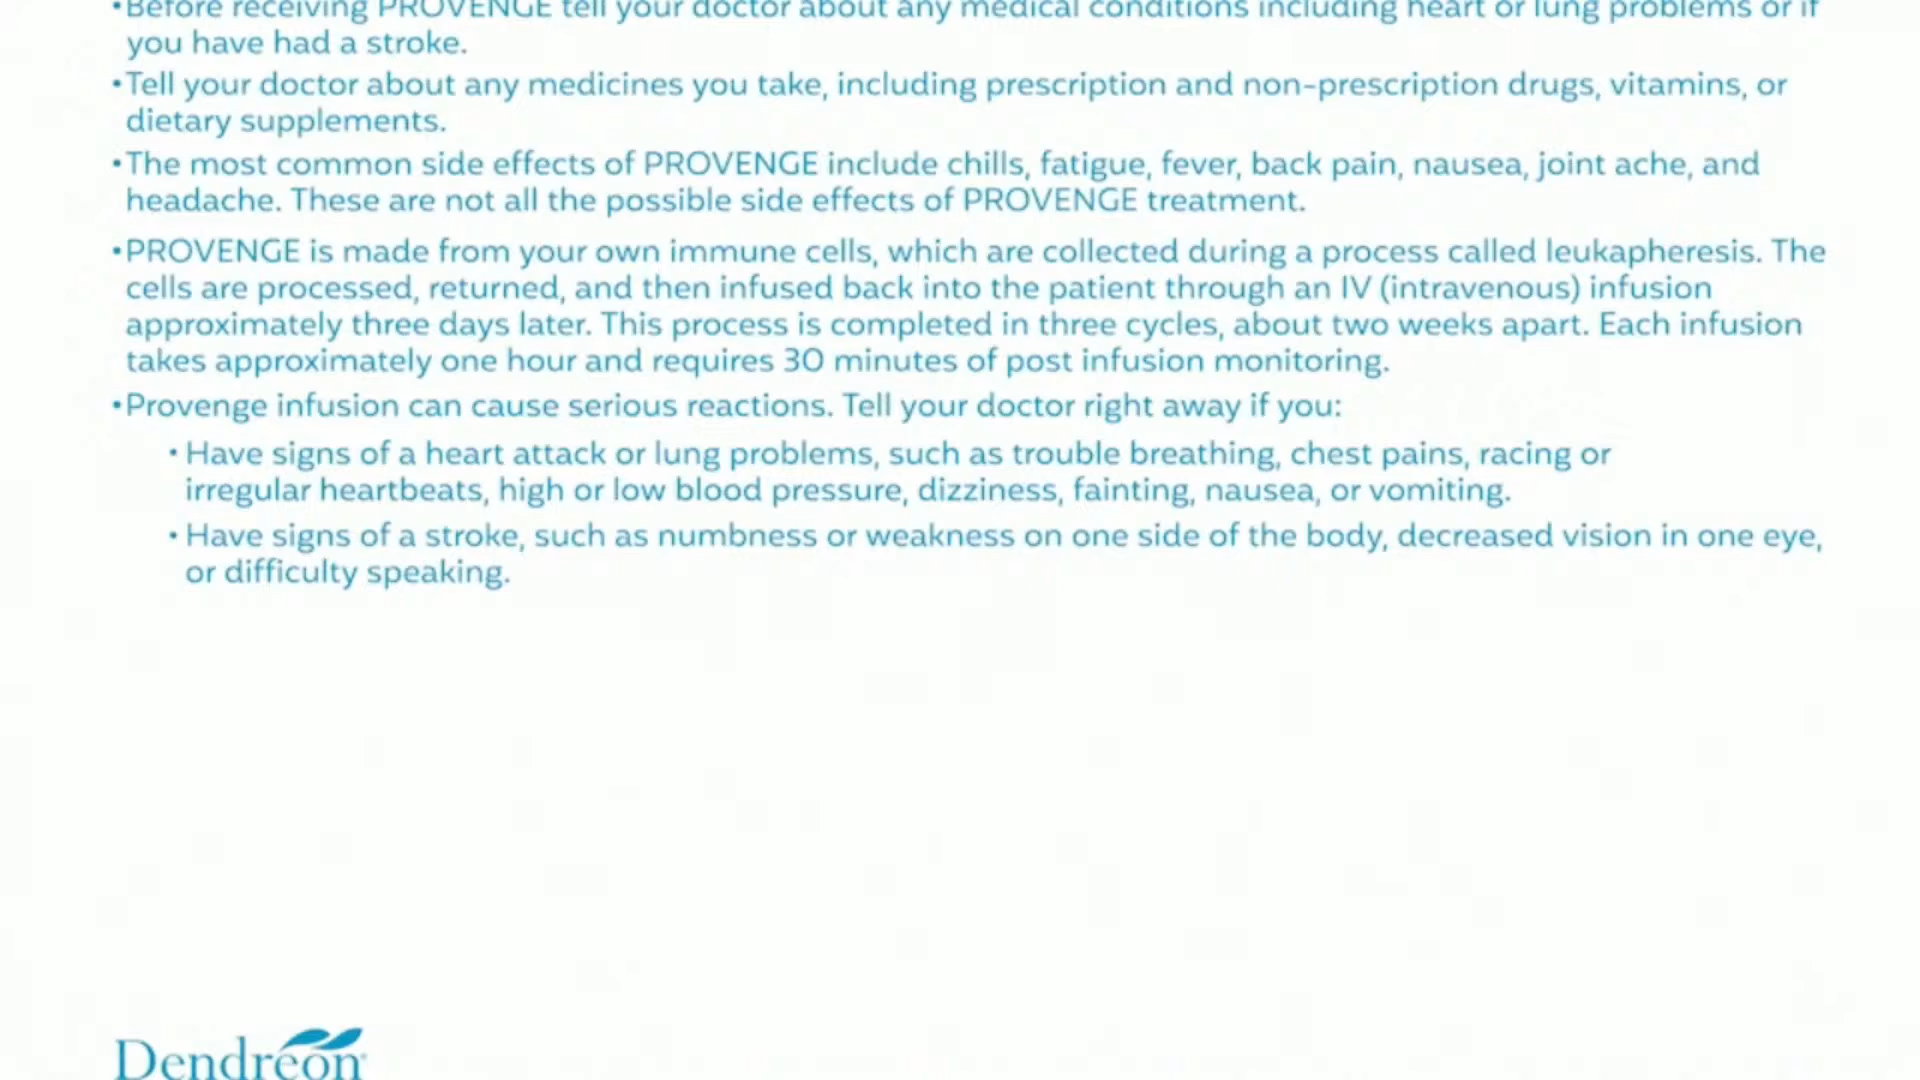 •Before receiving PROVENGE tell your doctor about any medical conditions including heart or lung problems or if
you have had a stroke.
•Tell your doctor about any medicines you take, including prescription and non-prescription drugs, vitamins, or
dietary supplements.
•The most common side effects of PROVENGE include chills, fatigue, fever, back pain, nausea, joint ache, and
headache. These are not all the possible side effects of PROVENGE treatment.
•PROVENGE is made from your own immune cells, which are collected during a process called leukapheresis. The
cells are processed, returned, and then infused back into the patient through an IV (intravenous) infusion
approximately three days later. This process is completed in three cycles, about two weeks apart. Each infusion
takes approximately one hour and requires 30 minutes of post infusion monitoring.
•Provenge infusion can cause serious reactions. Tell your doctor right away if you:
• Have signs of a heart attack or lung problems, such as trouble breathing, chest pains, racing or
irregular heartbeats, high or low blood pressure, dizziness, fainting, nausea, or vomiting.
• Have signs of a stroke, such as numbness or weakness on one side of the body, decreased vision in one eye,
or difficulty speaking.
Dendreon